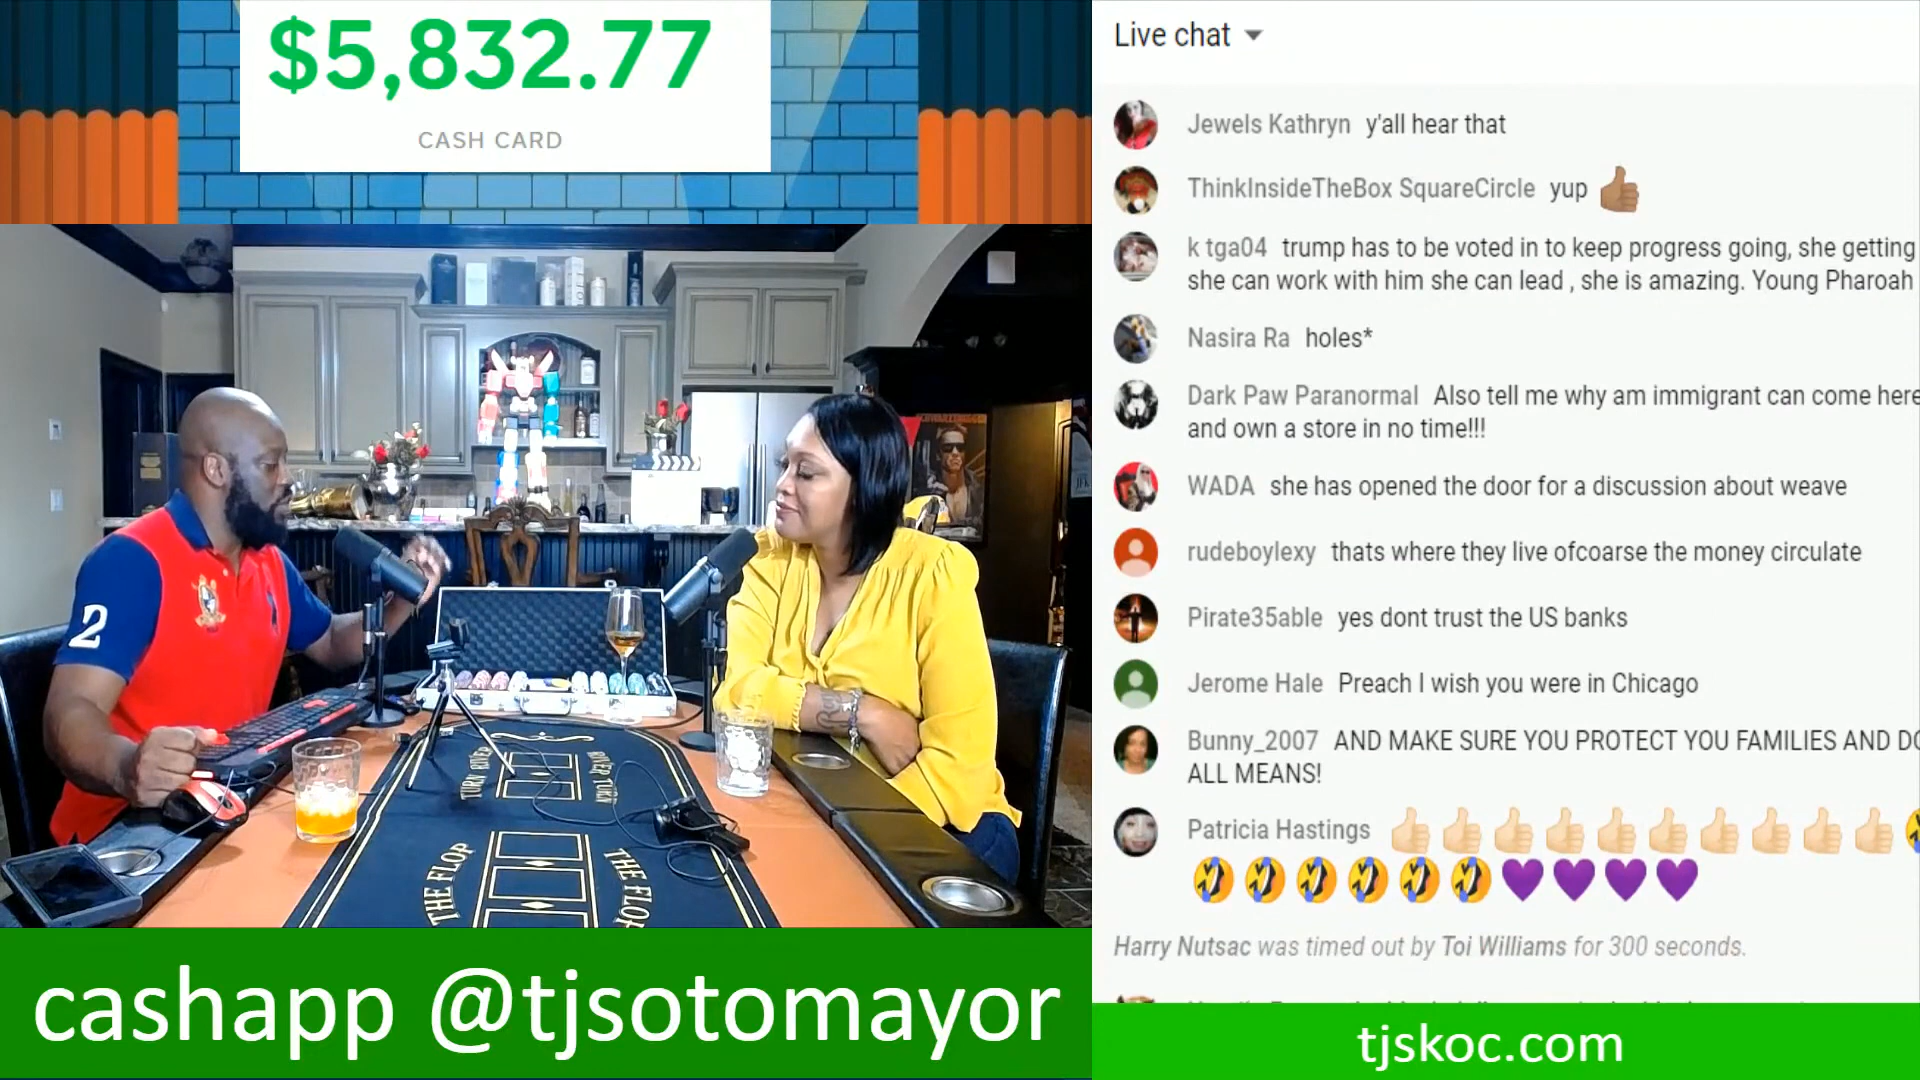 $5,832.77
CASH CARD
2
TURN RIVER
RIVER TURN
THE FLOP
THE FLOP
cashapp @tjsotomayor
Live chat
Jewels Kathryn y'all hear that
ThinkInsideTheBox SquareCircle yup 👍🏽
k tga04 trump has to be voted in to keep progress going, she getting
she can work with him she can lead , she is amazing. Young Pharoah
Nasira Ra holes*
Dark Paw Paranormal Also tell me why am immigrant can come here
and own a store in no time!!!
WADA she has opened the door for a discussion about weave
rudeboylexy thats where they live ofcoarse the money circulate
Pirate35able yes dont trust the US banks
Jerome Hale Preach I wish you were in Chicago
Bunny_2007 AND MAKE SURE YOU PROTECT YOU FAMILIES AND DO
ALL MEANS!
Patricia Hastings 👍🏻👍🏻👍🏻👍🏻👍🏻👍🏻👍🏻👍🏻👍🏻👍🏻🤣
🤣🤣🤣🤣🤣🤣💜💜💜💜
Harry Nutsac was timed out by Toi Williams for 300 seconds.
tjskoc.com